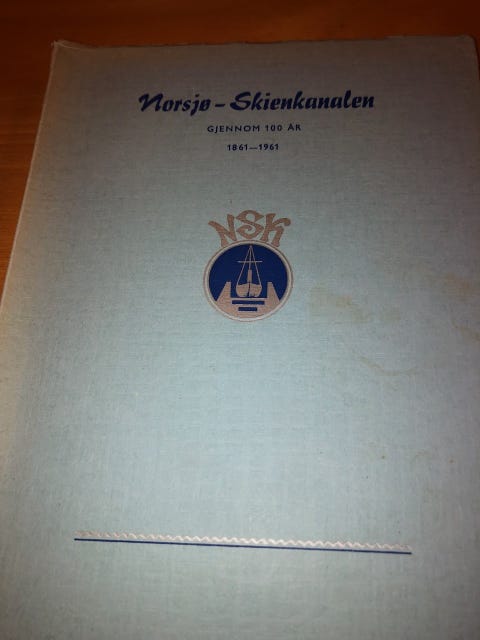 Norsjø - Skienkanalen
GJENNOM 100 ÅR
1861-1961
NSK